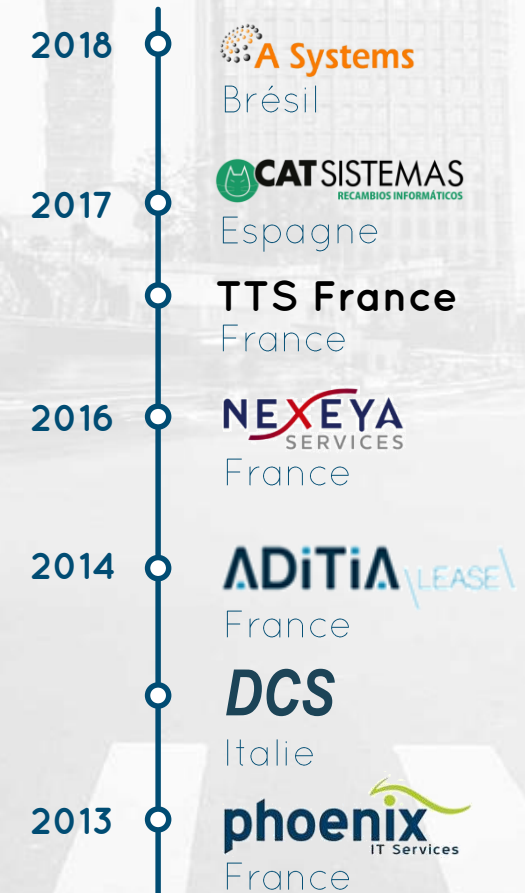 2018
A Systems
Brésil
CAT SISTEMAS
RECAMBIOS INFORMÁTICOS
2017
Espagne
TTS France
France
2016
NEXEYA
SERVICES
France
2014
ADiTiA \LEASE\
France
DCS
Italie
2013
phoenix
IT Services
France